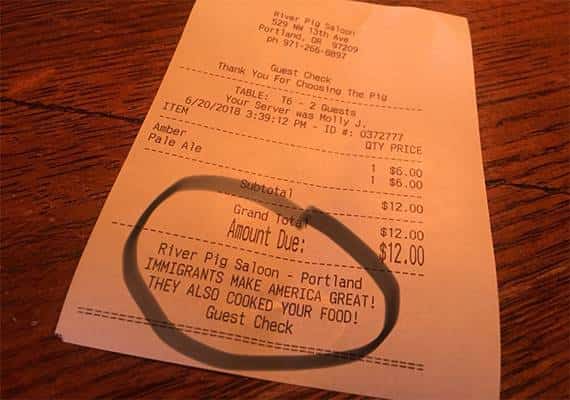 River Pig Saloon
529 NW 13th Ave
Portland, OR 97209
ph 971-266-8897
Guest Check
Thank You For Choosing The Pig
TABLE: T6 - 2 Guests
Your Server was Molly J.
6/20/2018 3:39:12 PM - ID #: 0372777
ITEM QTY PRICE
Amber 1 $6.00
Pale Ale 1 $6.00
Subtotal $12.00
Grand Total $12.00
Amount Due: $12.00
River Pig Saloon - Portland
IMMIGRANTS MAKE AMERICA GREAT!
THEY ALSO COOKED YOUR FOOD!
Guest Check